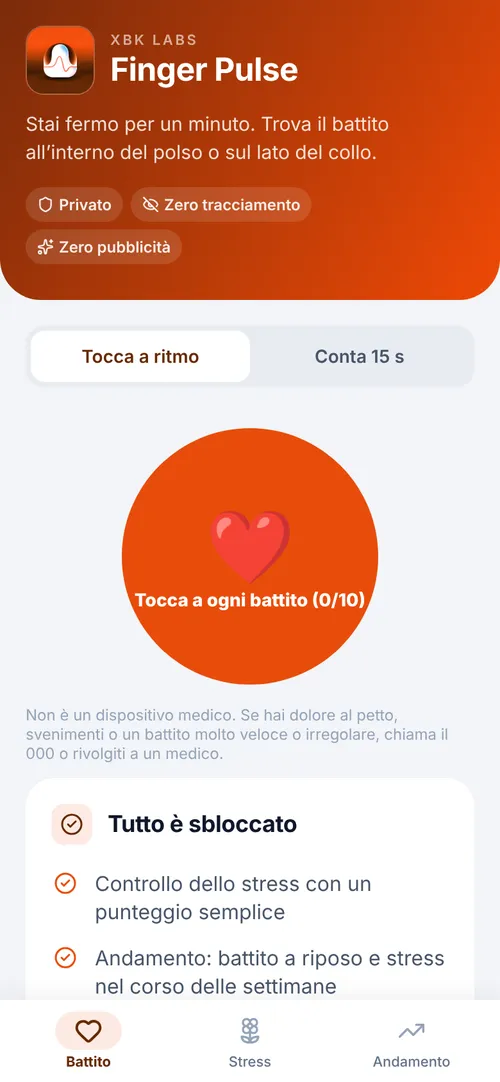 XBK LABS
Finger Pulse
Stai fermo per un minuto. Trova il battito
all’interno del polso o sul lato del collo.
Privato
Zero tracciamento
Zero pubblicità
Tocca a ritmo
Conta 15 s
Tocca a ogni battito (0/10)
Non è un dispositivo medico. Se hai dolore al petto,
svenimenti o un battito molto veloce o irregolare, chiama il
000 o rivolgiti a un medico.
Tutto è sbloccato
Controllo dello stress con un
punteggio semplice
Andamento: battito a riposo e stress
nel corso delle settimane
Battito
Stress
Andamento